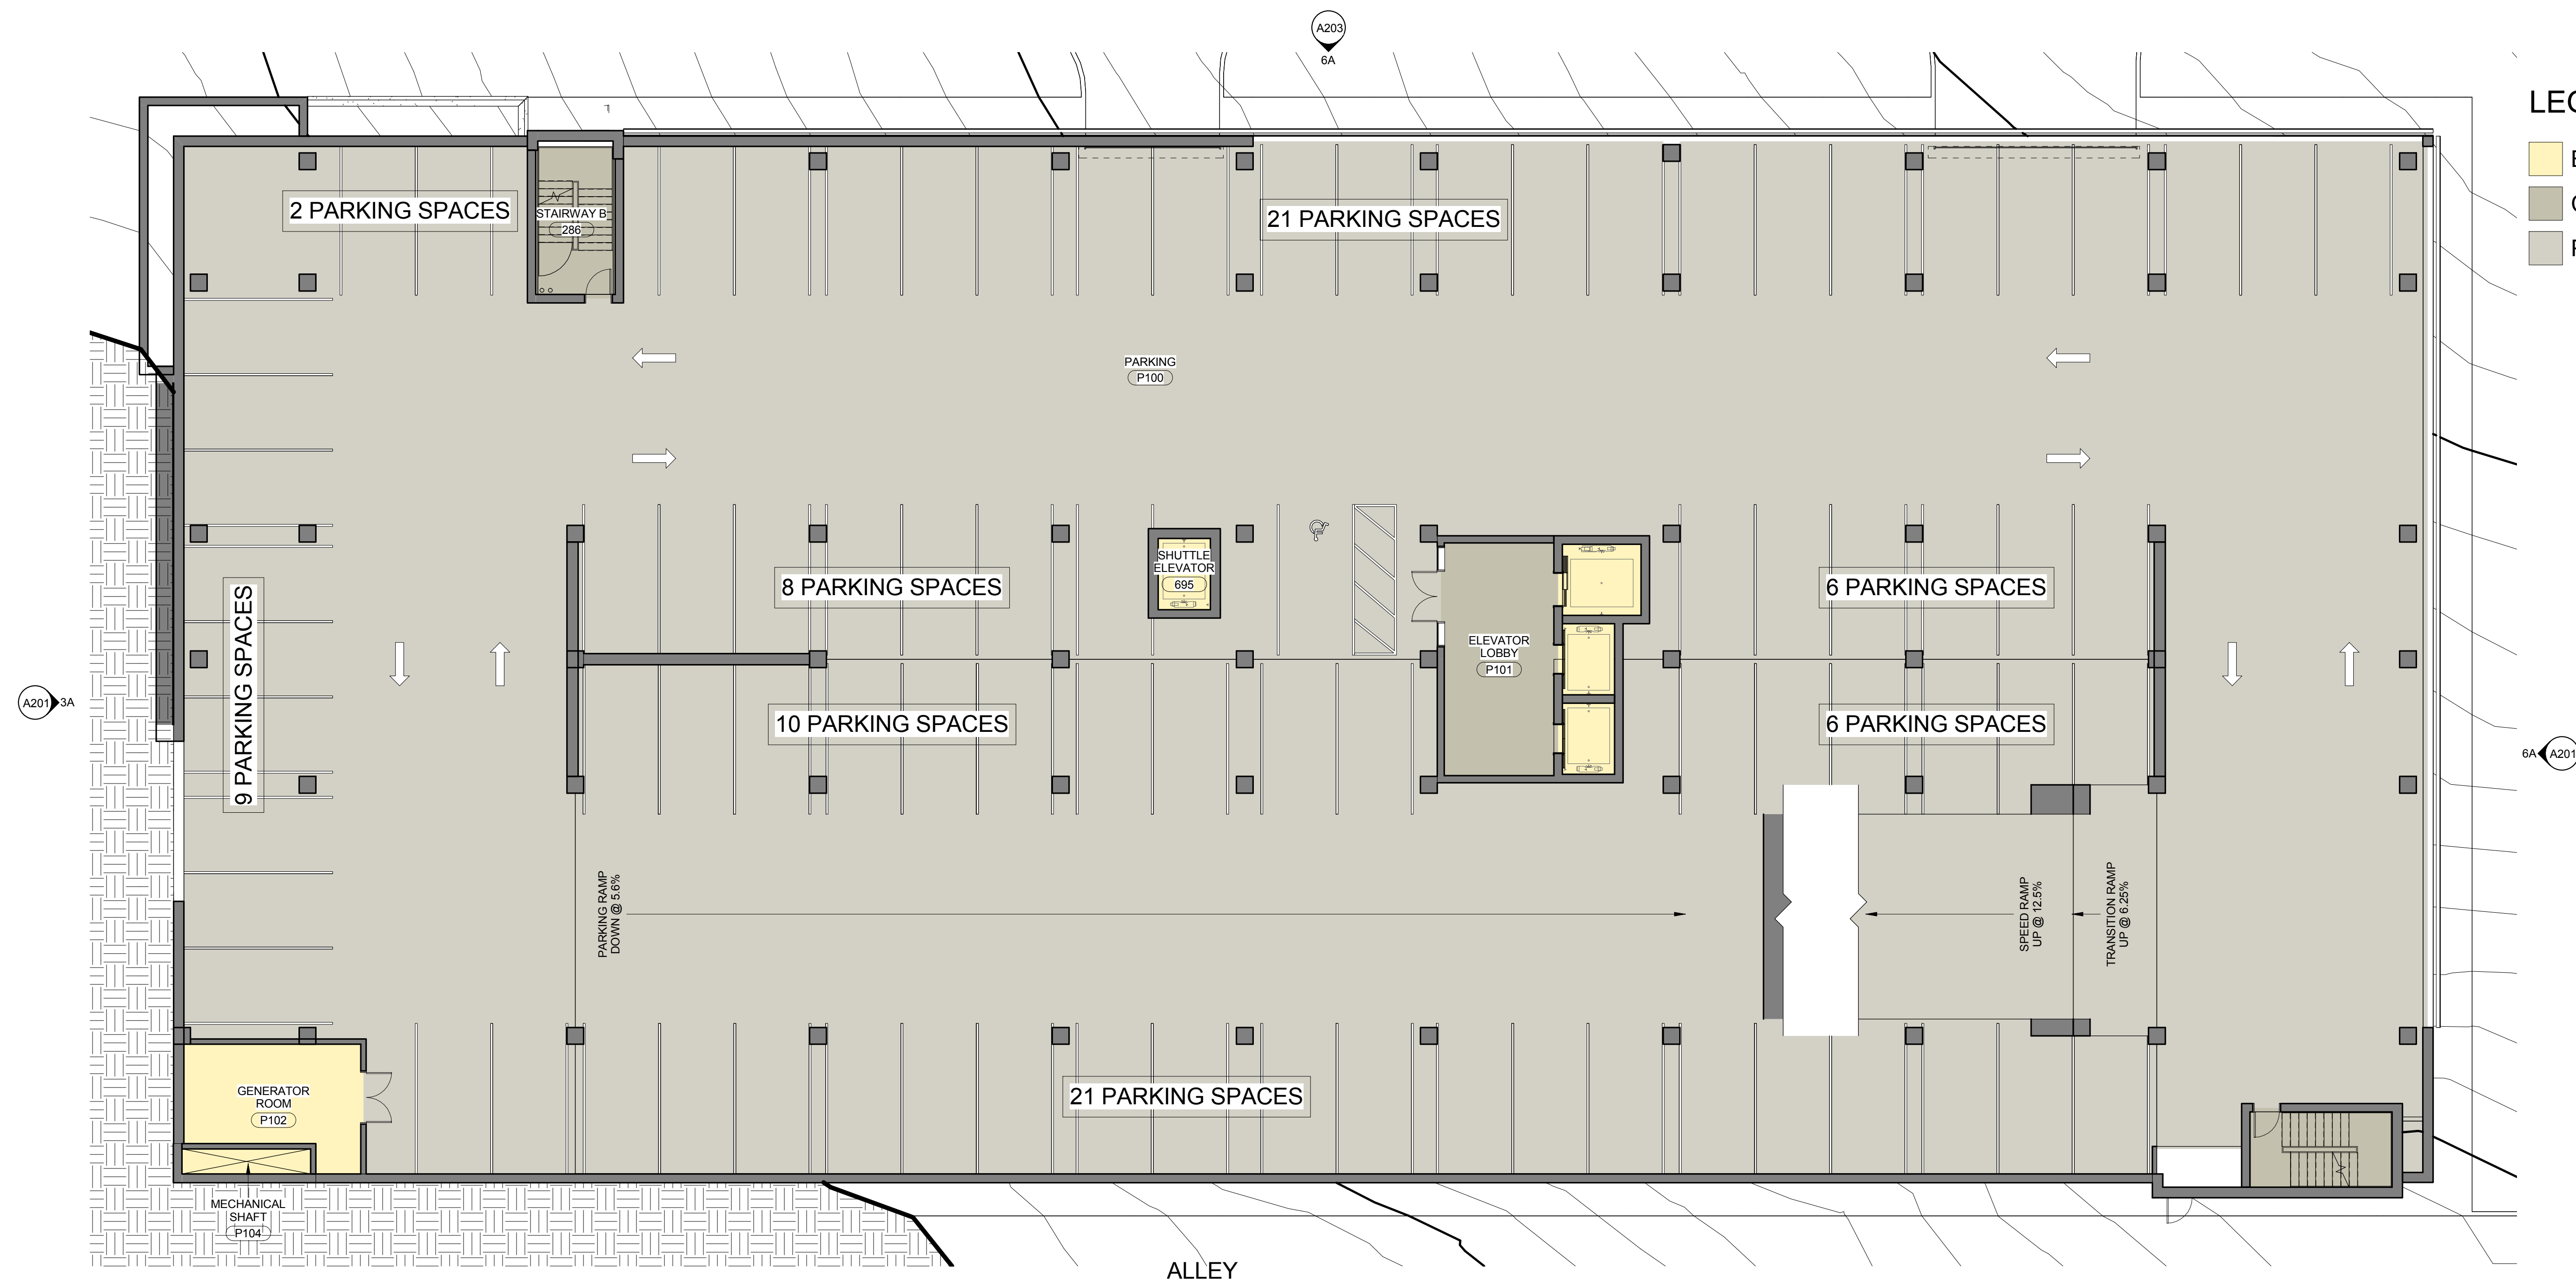 A203
6A
LEG
E
2 PARKING SPACES
STAIRWAY B
286
21 PARKING SPACES
PARKING
P100
SHUTTLE
ELEVATOR
695
8 PARKING SPACES
6 PARKING SPACES
ELEVATOR
LOBBY
P101
9 PARKING SPACES
10 PARKING SPACES
6 PARKING SPACES
A201
3A
6A
A201
PARKING RAMP
DOWN @ 5.6%
SPEED RAMP
UP @ 12.5%
TRANSITION RAMP
UP @ 6.25%
GENERATOR
ROOM
P102
21 PARKING SPACES
MECHANICAL
SHAFT
P104
ALLEY